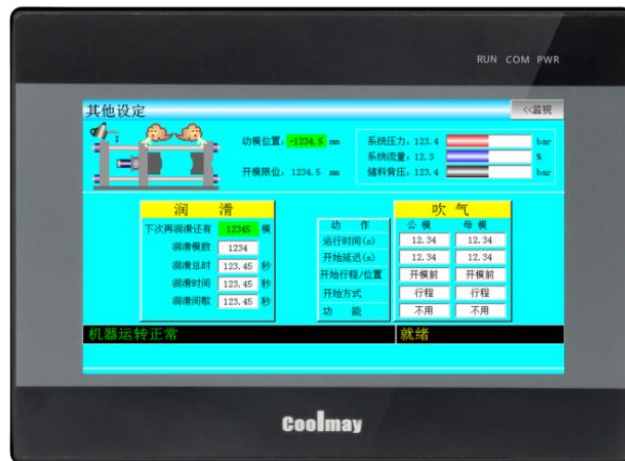 RUN COM PWR
其他设定
<<监视
动模位置: -1234.5 mm
开模限位: 1234.5 mm
系统压力: 123.4 bar
系统流量: 12.3 %
储料背压: 123.4 bar
润 滑
下次再润滑还有 12345 模
润滑模数 1234
润滑总时 123.45 秒
润滑时间 123.45 秒
润滑间歇 123.45 秒
吹 气
动 作 公 模 母 模
运行时间(s) 12.34 12.34
开始延迟(s) 12.34 12.34
开始行程/位置 开模前 开模前
开始方式 行程 行程
功 能 不用 不用
机器运转正常 就绪
Coolmay